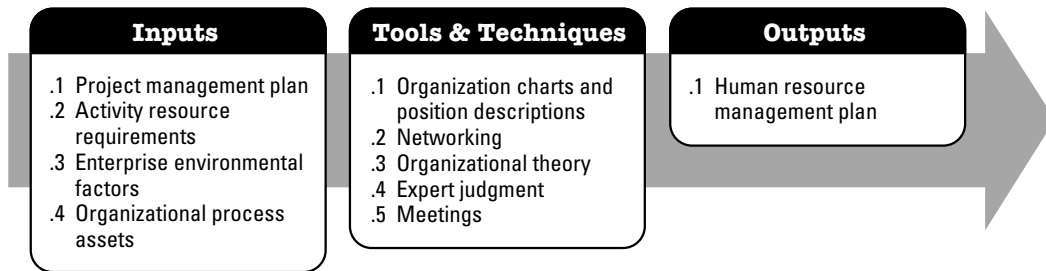 Inputs
.1 Project management plan
.2 Activity resource
requirements
.3 Enterprise environmental
factors
.4 Organizational process
assets
Tools & Techniques
.1 Organization charts and
position descriptions
.2 Networking
.3 Organizational theory
.4 Expert judgment
.5 Meetings
Outputs
.1 Human resource
management plan